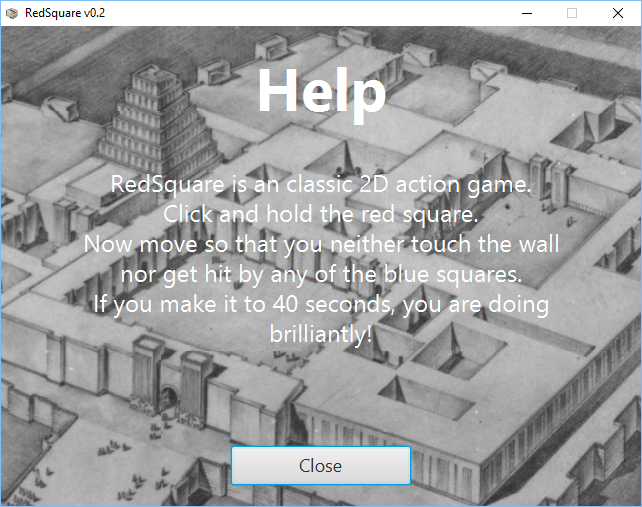 RedSquare v0.2
Help
RedSquare is an classic 2D action game.
Click and hold the red square.
Now move so that you neither touch the wall
nor get hit by any of the blue squares.
If you make it to 40 seconds, you are doing
brilliantly!
Close